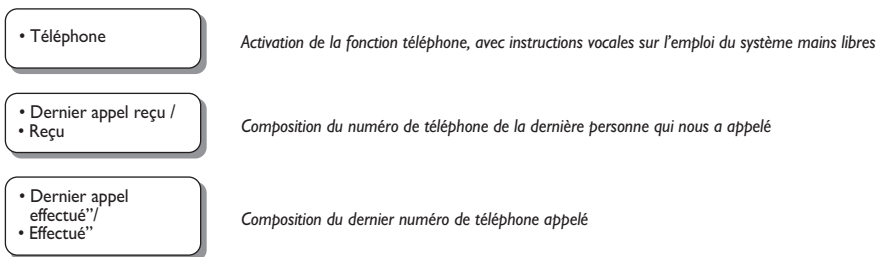 • Téléphone
Activation de la fonction téléphone, avec instructions vocales sur l’emploi du système mains libres
• Dernier appel reçu /
• Reçu
Composition du numéro de téléphone de la dernière personne qui nous a appelé
• Dernier appel
effectué”/
• Effectué”
Composition du dernier numéro de téléphone appelé